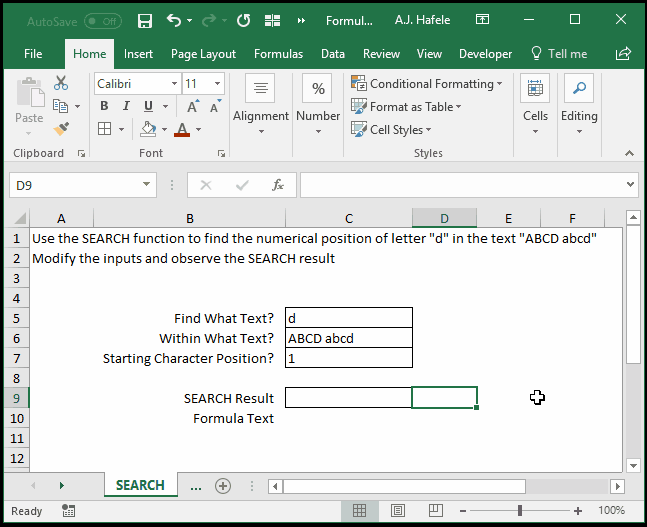 AutoSave Off Formul... A.J. Hafele
File Home Insert Page Layout Formulas Data Review View Developer Tell me
Paste Calibri 11 Alignment % Number Conditional Formatting Cells Editing
B I U A A Format as Table
A Cell Styles
Clipboard Font Styles
D9 fx
A B C D E F
1 Use the SEARCH function to find the numerical position of letter "d" in the text "ABCD abcd"
2 Modify the inputs and observe the SEARCH result
3
4
5 Find What Text? d
6 Within What Text? ABCD abcd
7 Starting Character Position? 1
8
9 SEARCH Result
10 Formula Text
11
12
SEARCH ...
Ready 100%